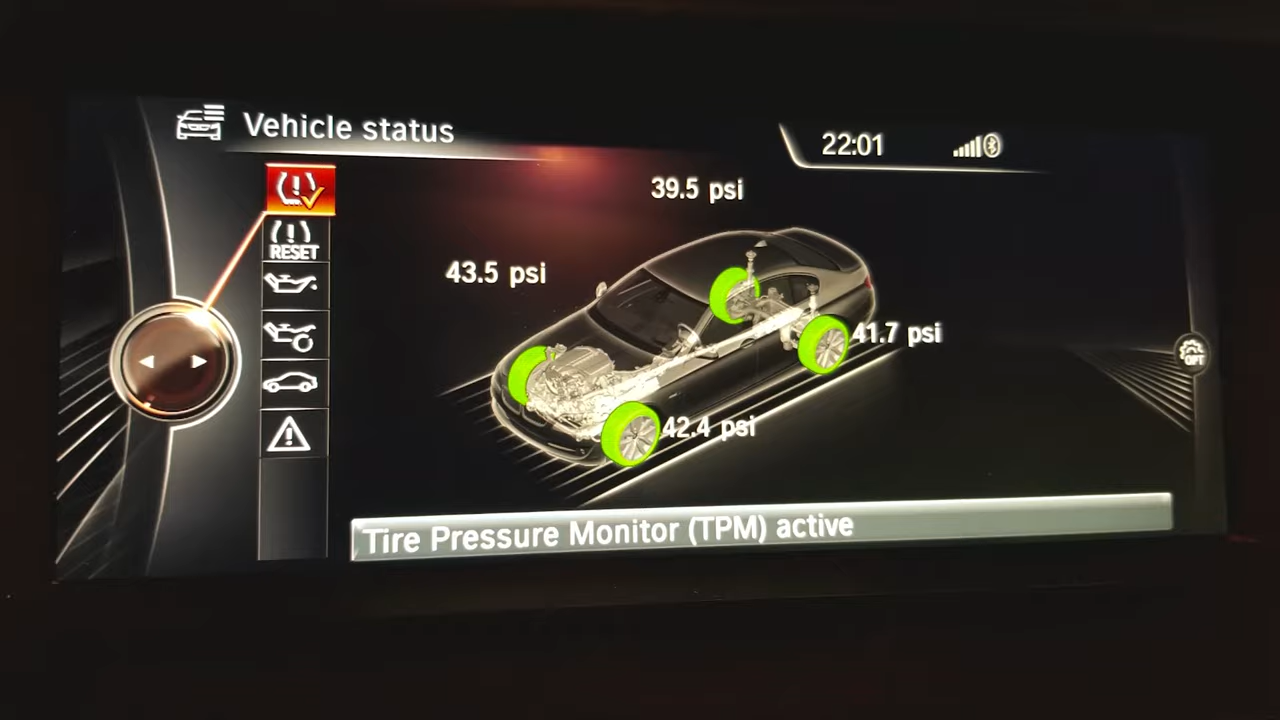 Vehicle status
22:01
39.5 psi
RESET
43.5 psi
41.7 psi
OPT
42.4 psi
Tire Pressure Monitor (TPM) active